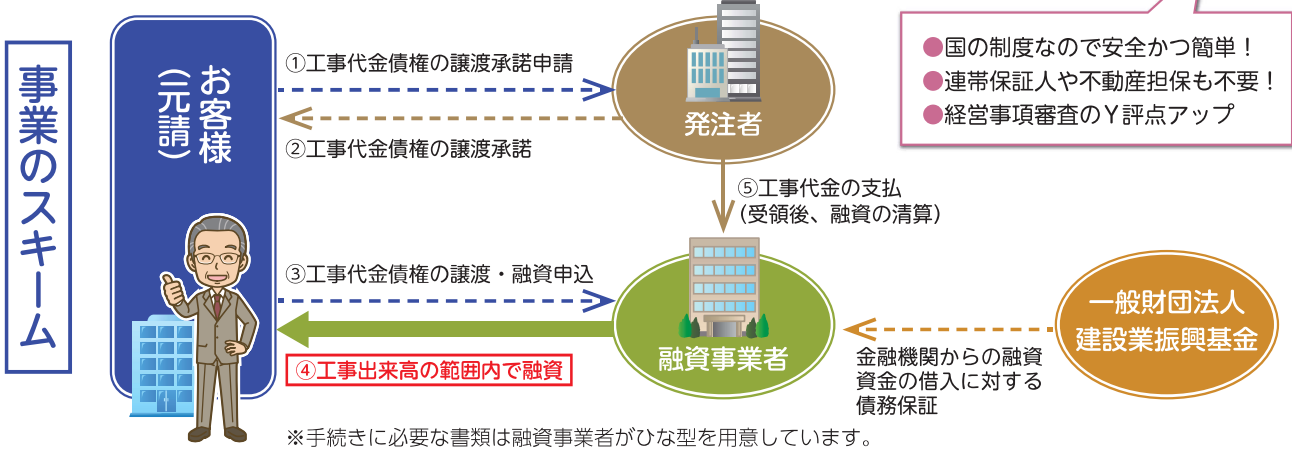 事業のスキーム
お客様
(元請)
①工事代金債権の譲渡承諾申請
②工事代金債権の譲渡承諾
発注者
●国の制度なので安全かつ簡単！
●連帯保証人や不動産担保も不要！
●経営事項審査のＹ評点アップ
⑤工事代金の支払
(受領後、融資の清算)
③工事代金債権の譲渡・融資申込
④工事出来高の範囲内で融資
融資事業者
一般財団法人
建設業振興基金
金融機関からの融資
資金の借入に対する
債務保証
※手続きに必要な書類は融資事業者がひな型を用意しています。